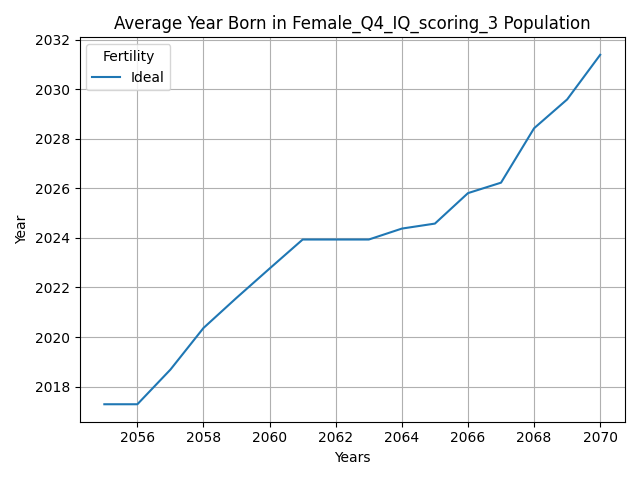 Average Year Born in Female_Q4_IQ_scoring_3 Population
Fertility
Ideal
Year
2032
2030
2028
2026
2024
2022
2020
2018
2056 2058 2060 2062 2064 2066 2068 2070
Years